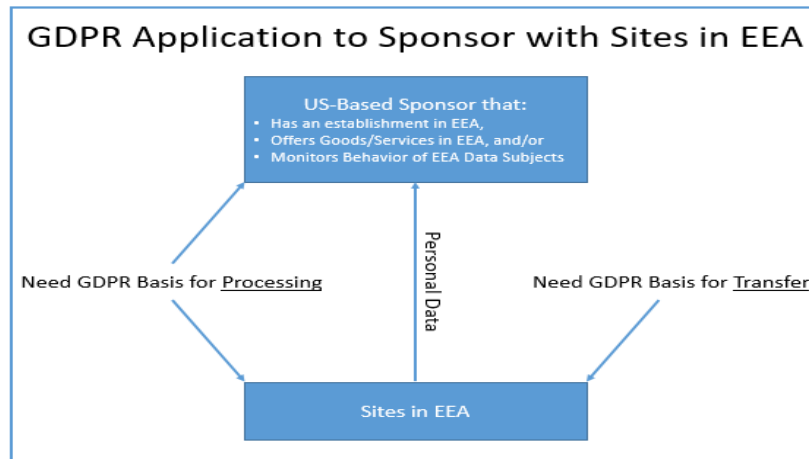 GDPR Application to Sponsor with Sites in EEA
US-Based Sponsor that:
• Has an establishment in EEA,
• Offers Goods/Services in EEA, and/or
• Monitors Behavior of EEA Data Subjects
Personal Data
Need GDPR Basis for Processing
Need GDPR Basis for Transfer
Sites in EEA